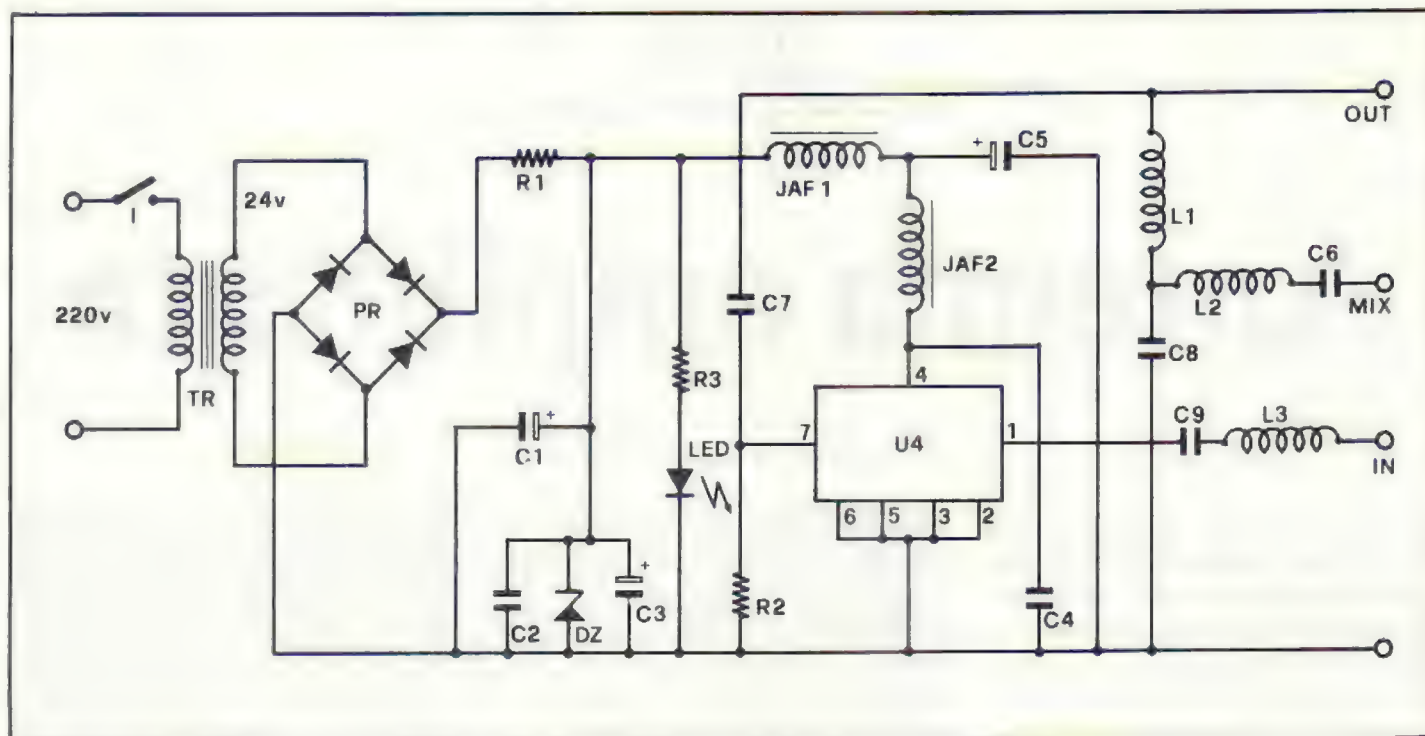 OUT
C5
R1
JAF 1
24v
I
L1
JAF2
C6
C7
220v
PR
L2
MIX
C8
R3
TR
4
C9
L3
7
U4
1
LED
IN
C1
+
6
5
3
2
+
+
C2
DZ
C3
R2
C4